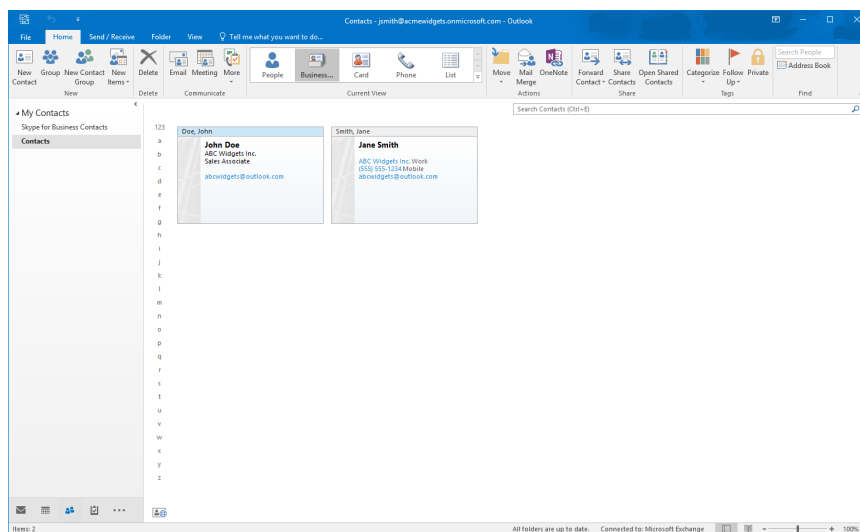 Contacts - jsmith@acmewidgets.onmicrosoft.com - Outlook
File Home Send / Receive Folder View Tell me what you want to do...
New Contact
Contact Group
New Contact Group
New Items
Delete
Email
Meeting
More
People
Business...
Card
Phone
List
Move
Mail Merge
OneNote
Forward Contact
Share Contacts
Open Shared Contacts
Categorize
Follow Up
Private
Search People
Address Book
New Delete Communicate Current View Actions Share Tags Find
My Contacts
Skype for Business Contacts
Contacts
Search Contacts (Ctrl+E)
123
a
b
c
d
e
f
g
h
i
j
k
l
m
n
o
p
q
r
s
t
u
v
w
x
y
z
Doe, John
John Doe
ABC Widgets Inc.
Sales Associate
abcwidgets@outlook.com
Smith, Jane
Jane Smith
ABC Widgets Inc. Work
(555) 555-1234 Mobile
abcwidgets@outlook.com
Items: 2
All folders are up to date. Connected to: Microsoft Exchange 100%